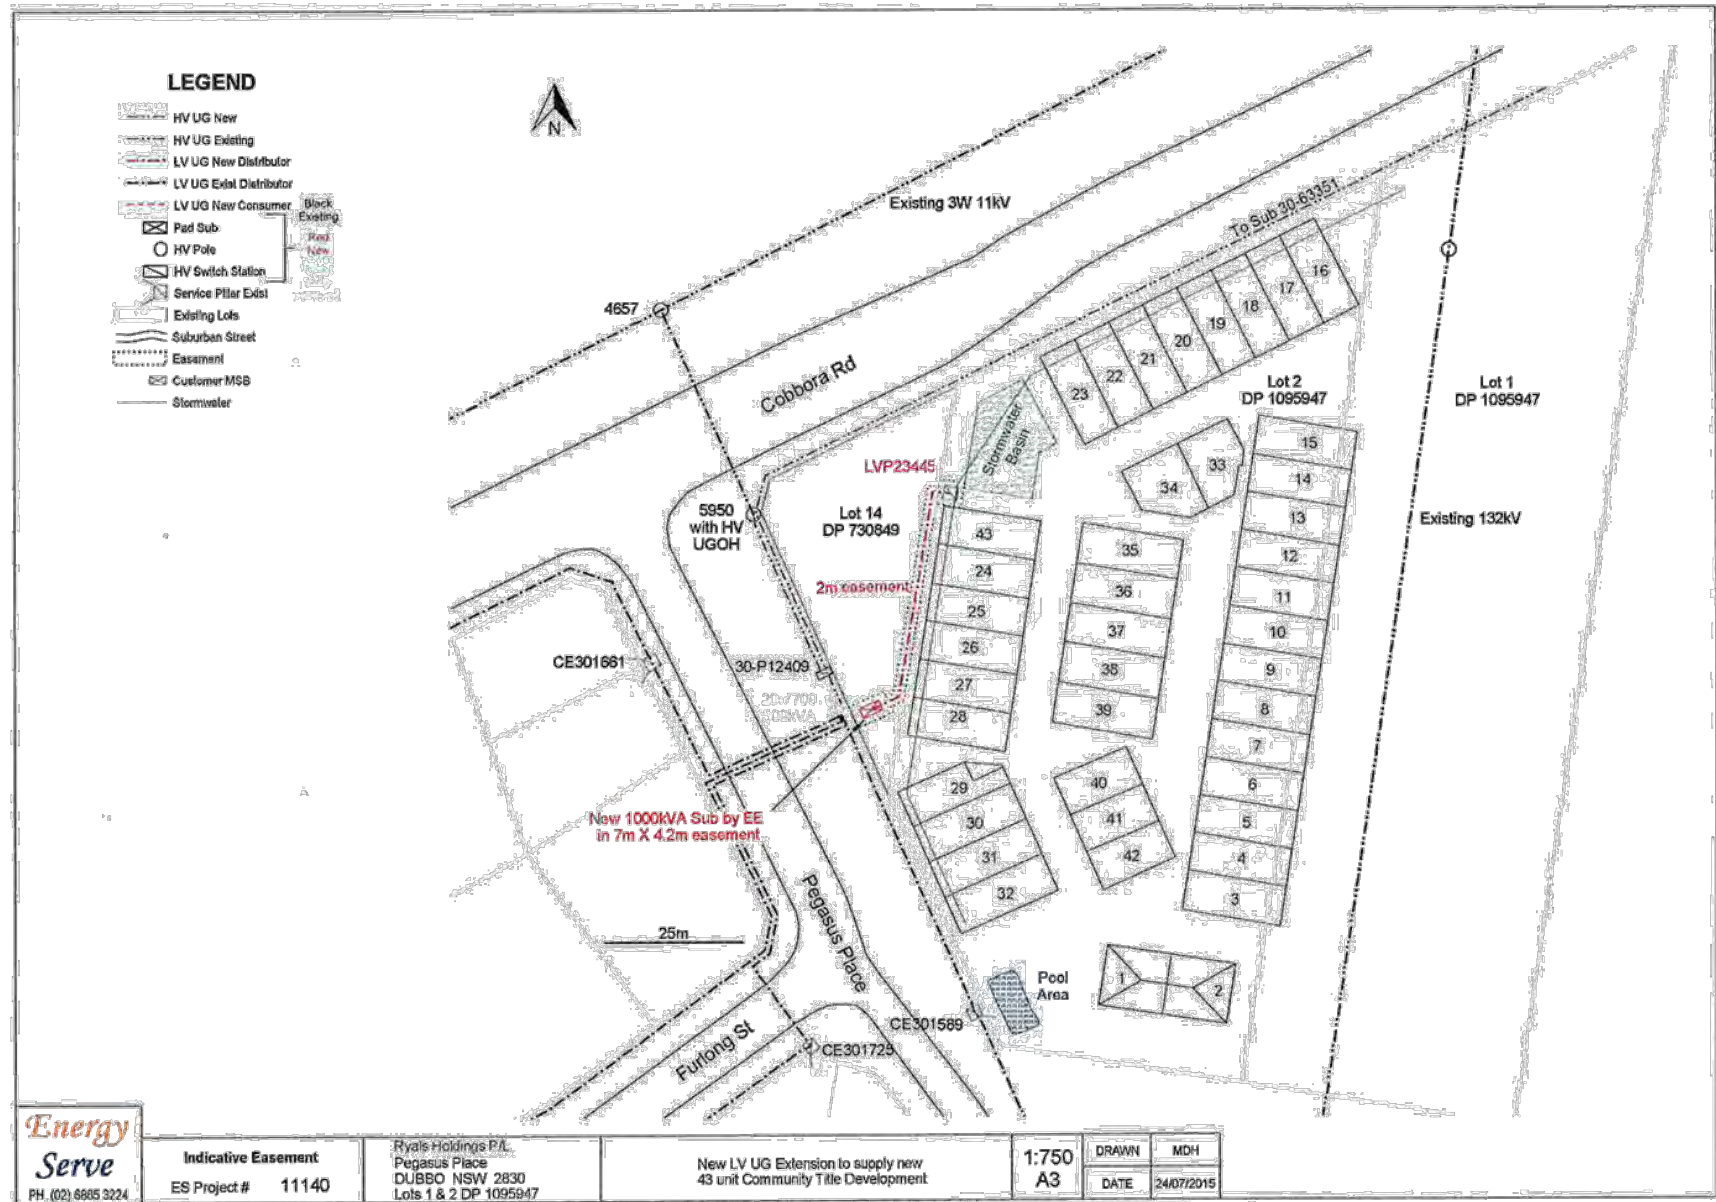 LEGEND
HV UG New
HV UG Existing
LV UG New Distributor
LV UG Exist Distributor
LV UG New Consumer
Pad Sub
HV Pole
HV Switch Station
Service Pillar Exist
Existing Lots
Suburban Street
Easement
Customer MSB
Stormwater
Black
Existing
Red
New
N
Existing 3W 11kV
To Sub 30-63351
4657
Cobbora Rd
16
17
18
19
20
21
22
23
Lot 2
DP 1095947
Lot 1
DP 1095947
Stormwater
Basin
LVP23445
5950
with HV
UGOH
Lot 14
DP 730849
2m easement
Existing 132kV
33
34
15
14
13
12
11
10
9
8
7
6
5
4
3
43
24
25
26
27
28
35
36
37
38
39
29
30
31
32
40
41
42
CE301661
30-P12409
New 1000kVA Sub by EE
in 7m X 4.2m easement
25m
Pegasus Place
Pool
Area
1
2
CE301589
CE301725
Furlong St
Energy
Serve
PH. (02) 6885 3224
Indicative Easement
ES Project # 11140
Ryals Holdings P/L
Pegasus Place
DUBBO NSW 2830
Lots 1 & 2 DP 1095947
New LV UG Extension to supply new
43 unit Community Title Development
1:750
A3
DRAWN MDH
DATE 24/07/2015